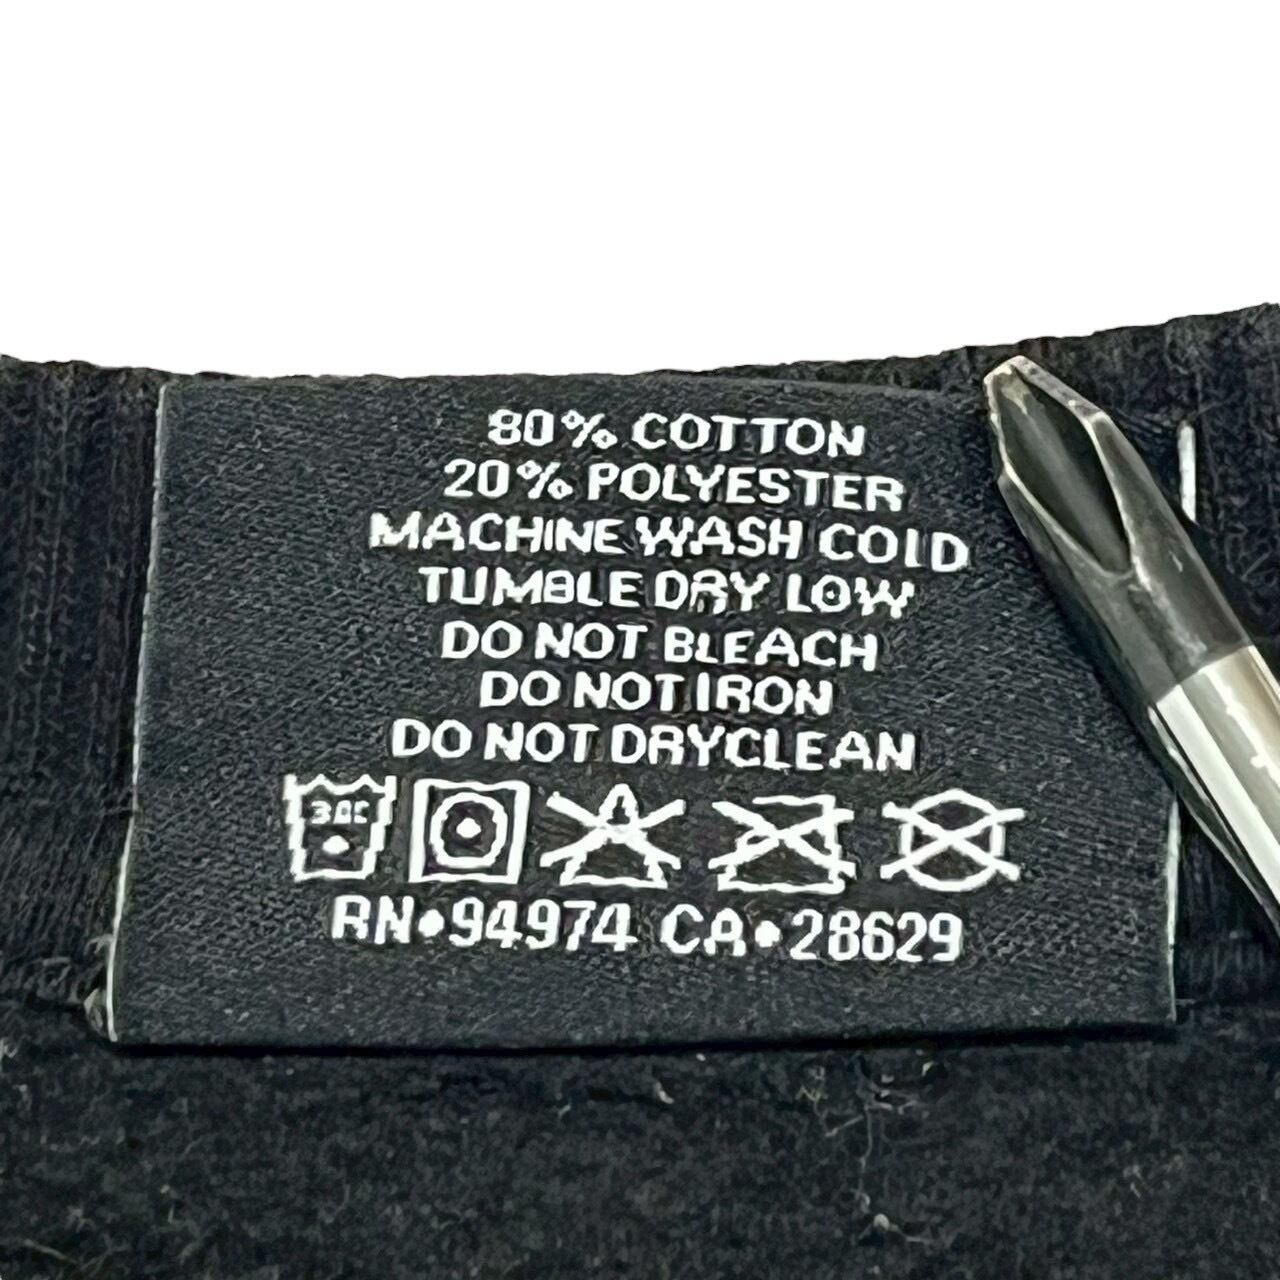 80% COTTON
20% POLYESTER
MACHINE WASH COLD
TUMBLE DRY LOW
DO NOT BLEACH
DO NOT IRON
DO NOT DRYCLEAN
RN•94974 CA•28629